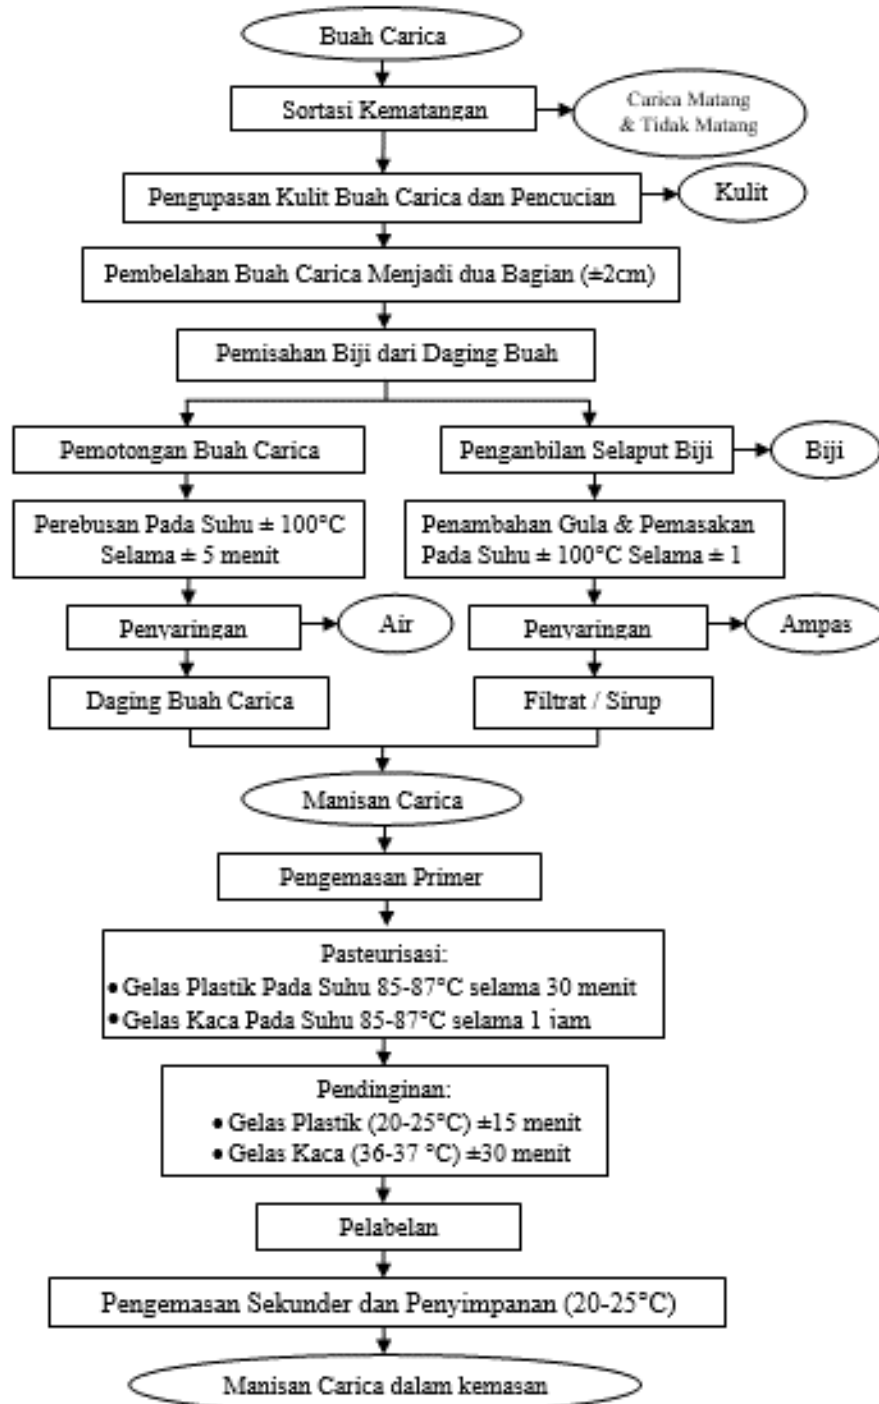 Buah Carica
Sortasi Kematangan
Carica Matang
& Tidak Matang
Pengupasan Kulit Buah Carica dan Pencucian
Kulit
Pembelahan Buah Carica Menjadi dua Bagian (±2cm)
Pemisahan Biji dari Daging Buah
Pemotongan Buah Carica
Penganbilan Selaput Biji
Biji
Perebusan Pada Suhu ± 100°C
Selama ± 5 menit
Penambahan Gula & Pemasakan
Pada Suhu ± 100°C Selama ± 1
Penyaringan
Air
Penyaringan
Ampas
Daging Buah Carica
Filtrat / Sirup
Manisan Carica
Pengemasan Primer
Pasteurisasi:
• Gelas Plastik Pada Suhu 85-87°C selama 30 menit
• Gelas Kaca Pada Suhu 85-87°C selama 1 jam
Pendinginan:
• Gelas Plastik (20-25°C) ±15 menit
• Gelas Kaca (36-37 °C) ±30 menit
Pelabelan
Pengemasan Sekunder dan Penyimpanan (20-25°C)
Manisan Carica dalam kemasan